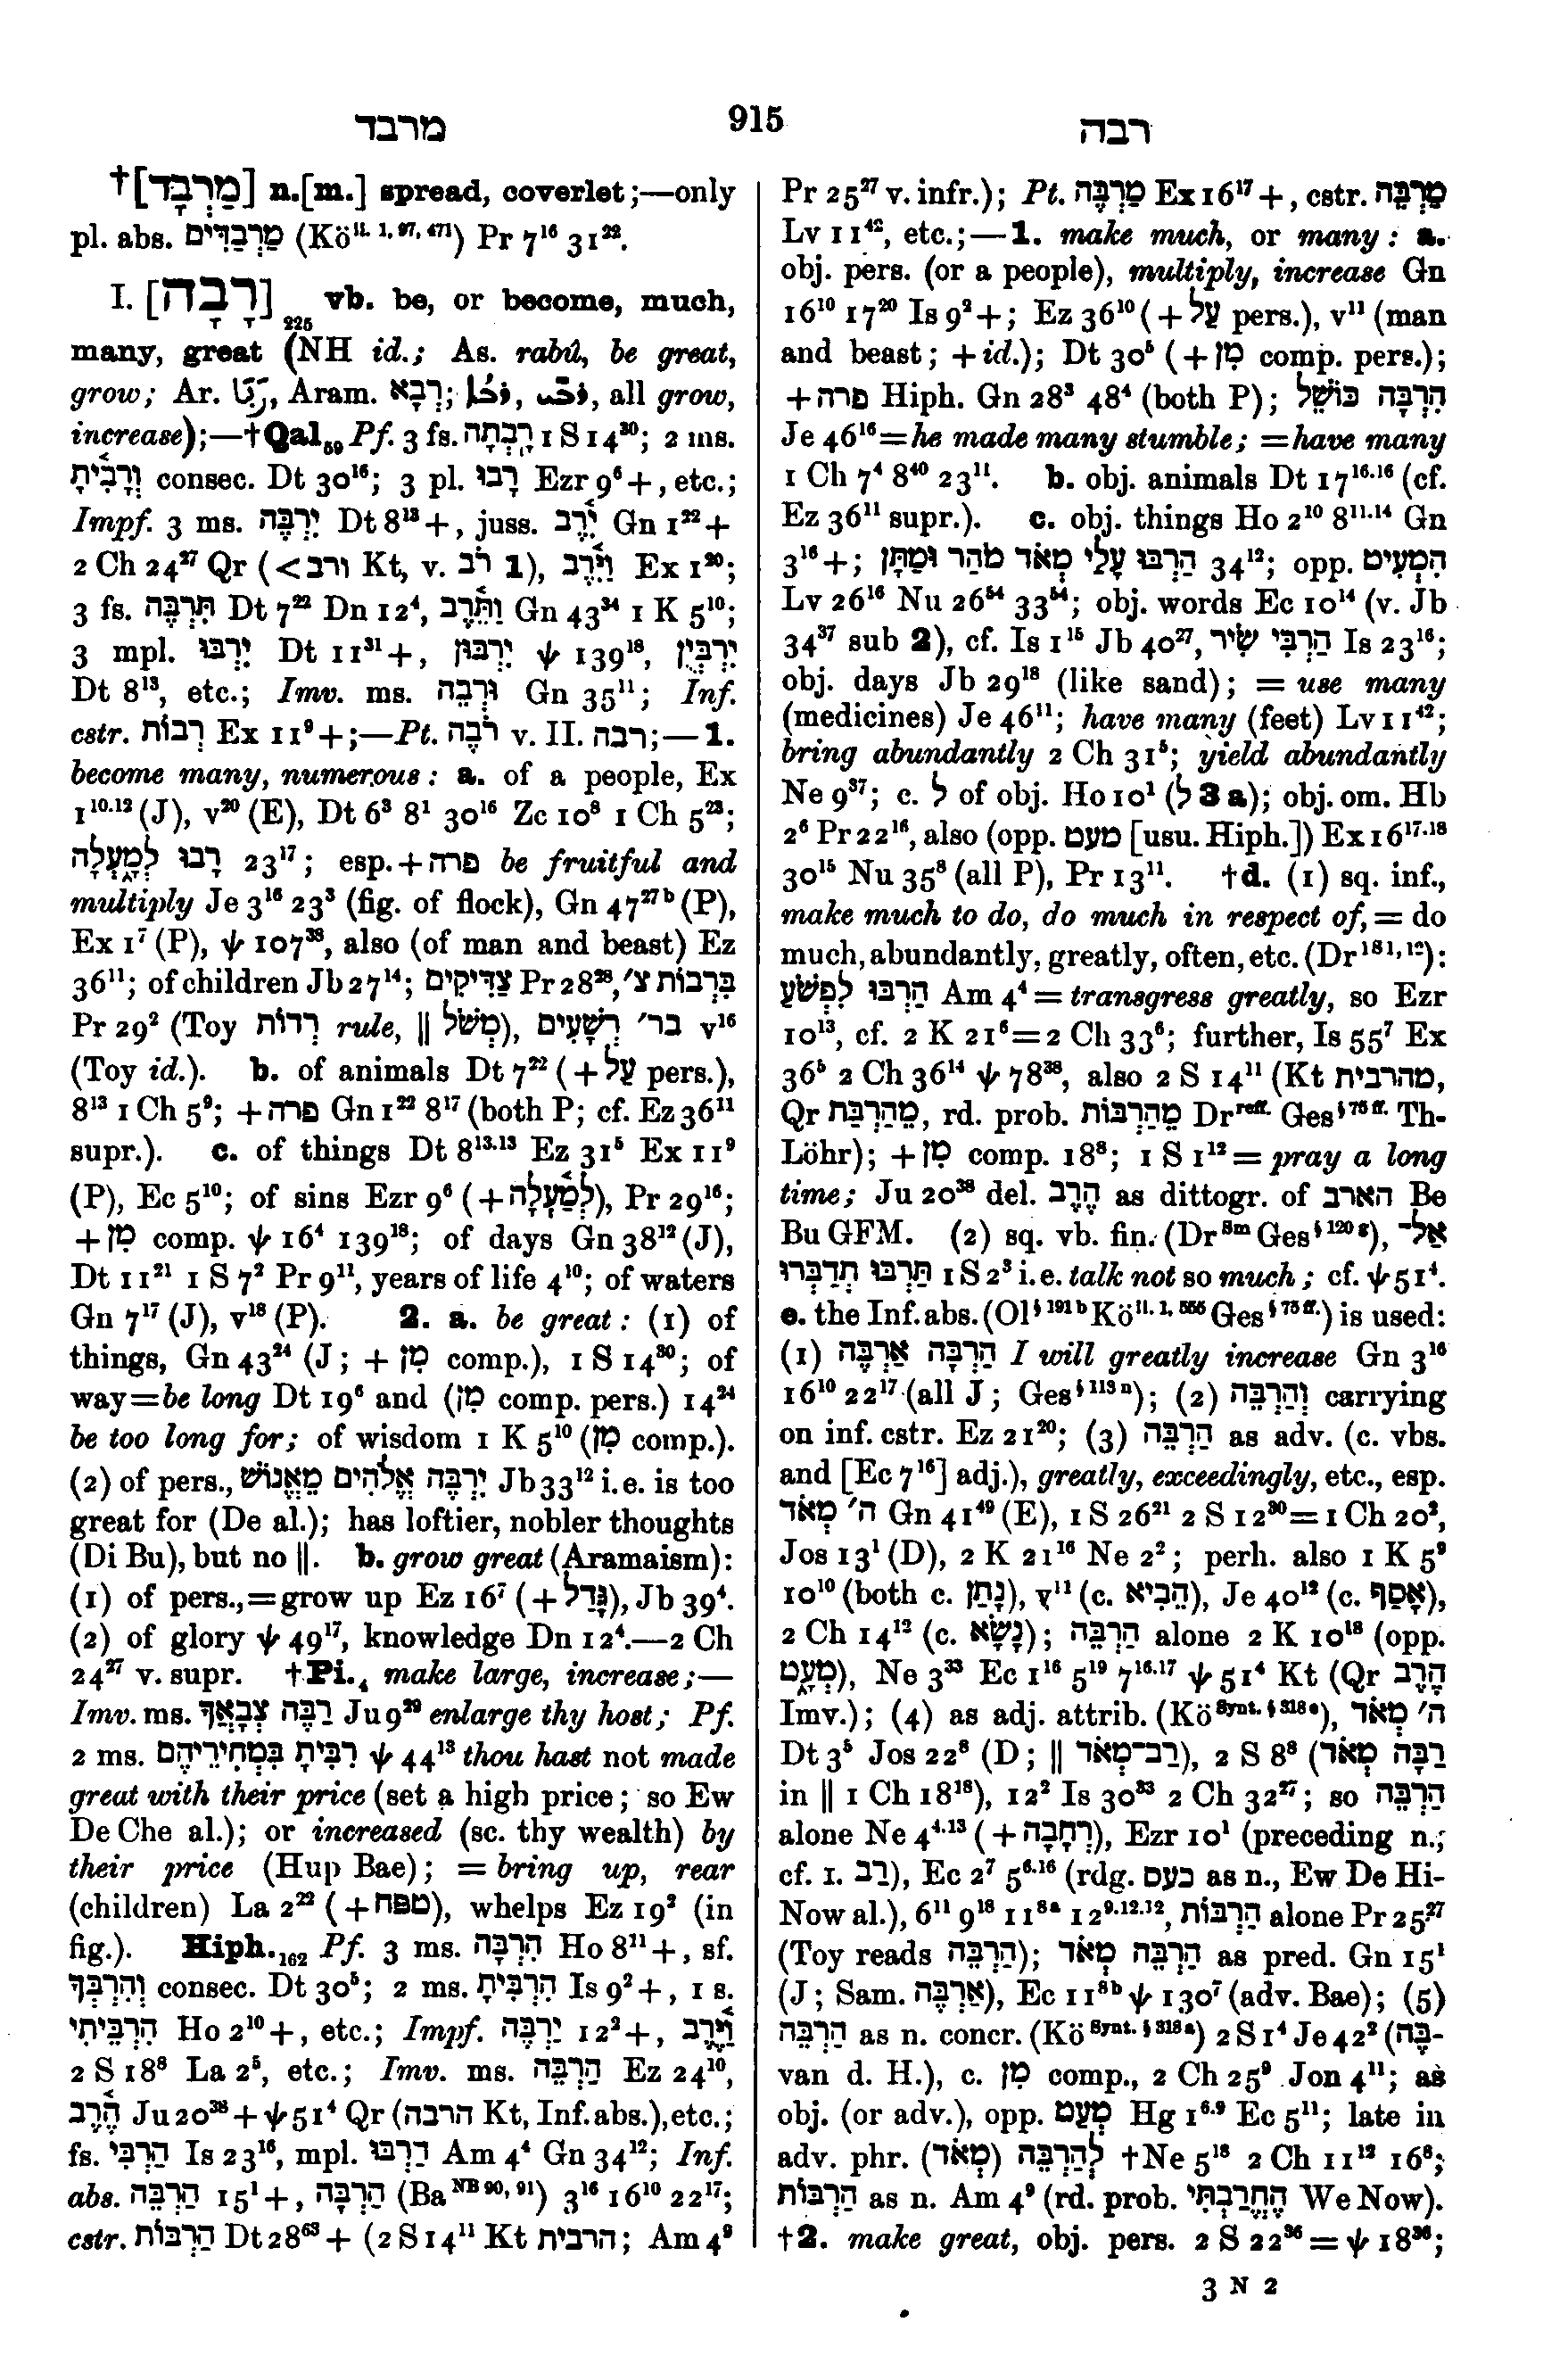 מרבד
915
רבה
†[מַרְבָד] n.[m.] spread, coverlet;—only
pl. abs. מַרְבַדִּים (Kö^ii. 1, 97, 471) Pr 7^16 31^22.
I. [רָבָה]_225 vb. be, or become, much,
many, great (NH id.; As. rabû, be great,
grow; Ar. رَبَا, Aram. רְבָא; all grow,
increase);—†Qal_59 Pf. 3 fs. רָֽבְתָה 1 S 14^30; 2 ms.
וְרָבִ֫יתָ consec. Dt 30^16; 3 pl. רָבוּ Ezr 9^6+, etc.;
Impf. 3 ms. יִרְבֶּה Dt 8^13+, juss. יִ֫רֶב Gn 1^22+
2 Ch 24^27 Qr (< ורב Kt, v. רֹב 1), וַיִּ֫רֶב Ex 1^20;
3 fs. תִּרְבֶּה Dt 7^22 Dn 12^4, וַתֵּ֫רֶב Gn 43^34 1 K 5^10;
3 mpl. יִרְבּוּ Dt 11^31+, יִרְבּוּן ψ 139^18, יִרְבְּיֻן
Dt 8^13, etc.; Imv. ms. וּרְבֵה Gn 35^11; Inf.
cstr. רְבוֹת Ex 11^9+;—Pt. רֹבֶה v. II. רבה;—1.
become many, numerous: a. of a people, Ex
1^10.12 (J), v^20 (E), Dt 6^3 8^1 30^16 Zc 10^8 1 Ch 5^23;
רָבוּ לְמָ֑עְלָה 23^17; esp. + פרה be fruitful and
multiply Je 3^16 23^3 (fig. of flock), Gn 47^27b (P),
Ex 1^7 (P), ψ 107^38, also (of man and beast) Ez
36^11; of children Jb 27^14; צַדִּיקִים Pr 28^28, בִּרְבוֹת צ׳
Pr 29^2 (Toy רְדוֹת rule, || מְשֹׁל), בר׳ רְשָׁעִים v^16
(Toy id.). b. of animals Dt 7^22 (+עַל pers.),
8^13 1 Ch 5^9; + פרה Gn 1^22 8^17 (both P; cf. Ez 36^11
supr.). c. of things Dt 8^13.13 Ez 31^5 Ex 11^9
(P), Ec 5^10; of sins Ezr 9^6 (+לְמַ֫עְלָה), Pr 29^16;
+מִן comp. ψ 16^4 139^18; of days Gn 38^12 (J),
Dt 11^21 1 S 7^2 Pr 9^11, years of life 4^10; of waters
Gn 7^17 (J), v^18 (P). 2. a. be great: (1) of
things, Gn 43^34 (J; + מִן comp.), 1 S 14^30; of
way=be long Dt 19^6 and (מִן comp. pers.) 14^24
be too long for; of wisdom 1 K 5^10 (מִן comp.).
(2) of pers., יִרְבֶּה אֱלֹהִים מֵאֱנוֹשׁ Jb 33^12 i.e. is too
great for (De al.); has loftier, nobler thoughts
(Di Bu), but no ||. b. grow great (Aramaism):
(1) of pers.,=grow up Ez 16^7 (+גָּדַל), Jb 39^4.
(2) of glory ψ 49^17, knowledge Dn 12^4.—2 Ch
24^27 v. supr. †Pi._4 make large, increase;—
Imv. ms. רַבֶּה צְבָאֲךָ Ju 9^29 enlarge thy host; Pf.
2 ms. רִבִּיתָ בִּמְחִירֵיהֶם ψ 44^13 thou hast not made
great with their price (set a high price; so Ew
De Che al.); or increased (sc. thy wealth) by
their price (Hup Bae); = bring up, rear
(children) La 2^22 (+טפח), whelps Ez 19^2 (in
fig.). Hiph._162 Pf. 3 ms. הִרְבָּה Ho 8^11+, sf.
וְהִרְבְּךָ consec. Dt 30^5; 2 ms. הִרְבִּיתָ Is 9^2+, 1 s.
הִרְבֵּיתִי Ho 2^10+, etc.; Impf. יַרְבֶּה 12^2+, וַיֶּ֫רֶב
2 S 18^8 La 2^5, etc.; Imv. ms. הַרְבֵּה Ez 24^10,
הֶ֫רֶב Ju 20^38+ψ 51^4 Qr (הרבה Kt, Inf. abs.), etc.;
fs. הַרְבִּי Is 23^16, mpl. הַרְבּוּ Am 4^4 Gn 34^12; Inf.
abs. הַרְבֵּה 15^1+, הַרְבָּה (Ba^NB 90, 91) 3^16 16^10 22^17;
cstr. הַרְבּוֹת Dt 28^63+ (2 S 14^11 Kt הרבית; Am 4^9
Pr 25^27 v. infr.); Pt. מַרְבֶּה Ex 16^17+, cstr. מַרְבֵּה
Lv 11^42, etc.;—1. make much, or many: a.
obj. pers. (or a people), multiply, increase Gn
16^10 17^20 Is 9^2+; Ez 36^10 (+עַל pers.), v^11 (man
and beast; +id.); Dt 30^5 (+מִן comp. pers.);
+פרה Hiph. Gn 28^3 48^4 (both P); הִרְבָּה כּוֹשֵׁל
Je 46^16=he made many stumble; =have many
1 Ch 7^4 8^40 23^11. b. obj. animals Dt 17^16.16 (cf.
Ez 36^11 supr.). c. obj. things Ho 2^10 8^11.14 Gn
3^16+; הַרְבּוּ עָלַי מְאֹד מֹהַר וּמַתָּן 34^12; opp. הִמְעִיט
Lv 26^16 Nu 26^54 33^54; obj. words Ec 10^14 (v. Jb
34^37 sub 2), cf. Is 1^15 Jb 40^27, הַרְבִּי שִׁיר Is 23^16;
obj. days Jb 29^18 (like sand); = use many
(medicines) Je 46^11; have many (feet) Lv 11^42;
bring abundantly 2 Ch 31^5; yield abundantly
Ne 9^37; c. לְ of obj. Ho 10^1 (לְ 3 a); obj. om. Hb
2^6 Pr 22^16, also (opp. מעט [usu. Hiph.]) Ex 16^17.18
30^15 Nu 35^8 (all P), Pr 13^11. †d. (1) sq. inf.,
make much to do, do much in respect of, = do
much, abundantly, greatly, often, etc. (Dr^181, 12):
הַרְבּוּ לִפְשֹׁעַ Am 4^4 = transgress greatly, so Ezr
10^13, cf. 2 K 21^6=2 Ch 33^6; further, Is 55^7 Ex
36^5 2 Ch 36^14 ψ 78^38, also 2 S 14^11 (Kt מהרבית,
Qr מֵהַרְבַּת, rd. prob. מֵהַרְבּוֹת Dr^reff. Ges^§ 75 ff. Th-
Löhr); +מִן comp. 18^8; 1 S 1^12=pray a long
time; Ju 20^38 del. הֶרֶב as dittogr. of הארב Be
Bu GFM. (2) sq. vb. fin. (Dr^Sm Ges^§ 120 g), אַל־
תַּרְבּוּ תְדַבְּרוּ 1 S 2^3 i.e. talk not so much; cf. ψ 51^4.
e. the Inf. abs. (Ol^§ 191 b Kö^ii. 1, 555 Ges^§ 75 ff.) is used:
(1) הַרְבָּה אַרְבֶּה I will greatly increase Gn 3^16
16^10 22^17 (all J; Ges^§ 113 n); (2) וְהַרְבֵּה carrying
on inf. cstr. Ez 21^20; (3) הַרְבֵּה as adv. (c. vbs.
and [Ec 7^16] adj.), greatly, exceedingly, etc., esp.
ה׳ מְאֹד Gn 41^49 (E), 1 S 26^21 2 S 12^30=1 Ch 20^2,
Jos 13^1 (D), 2 K 21^16 Ne 2^2; perh. also 1 K 5^9
10^10 (both c. נָתַן), v^11 (c. הֵבִיא), Je 40^12 (c. אָסַף),
2 Ch 14^12 (c. נָשָׂא); הַרְבֵּה alone 2 K 10^18 (opp.
מְעָ֑ט), Ne 3^33 Ec 1^16 5^19 7^16.17 ψ 51^4 Kt (Qr הֶרֶב
Imv.); (4) as adj. attrib. (Kö^Synt. § 318 e), ה׳ מְאֹד
Dt 3^5 Jos 22^8 (D; || רַב־מְאֹד), 2 S 8^8 (רַבָּה מְאֹד
in || 1 Ch 18^18), 12^2 Is 30^33 2 Ch 32^27; so הַרְבֵּה
alone Ne 4^4.13 (+רְחָבָה), Ezr 10^1 (preceding n.;
cf. I. רַב), Ec 2^7 5^6.16 (rdg. כעס as n., Ew De Hi-
Now al.), 6^11 9^18 11^8a 12^9.12.12, הַרְבּוֹת alone Pr 25^27
(Toy reads הַרְבֵּה); הַרְבֵּה מְאֹד as pred. Gn 15^1
(J; Sam. אַרְבֶּה), Ec 11^8b ψ 130^7 (adv. Bae); (5)
הַרְבֵּה as n. concr. (Kö^Synt. § 318 a) 2 S 1^4 Je 42^2 (בָּה-
van d. H.), c. מִן comp., 2 Ch 25^9 Jon 4^11; as
obj. (or adv.), opp. מְעַט Hg 1^6.9 Ec 5^11; late in
adv. phr. לְהַרְבֵּה (מְאֹד) †Ne 5^18 2 Ch 11^12 16^8;
הַרְבּוֹת as n. Am 4^9 (rd. prob. הֶחֱרַבְתִּי We Now).
†2. make great, obj. pers. 2 S 22^36=ψ 18^36;
3 N 2